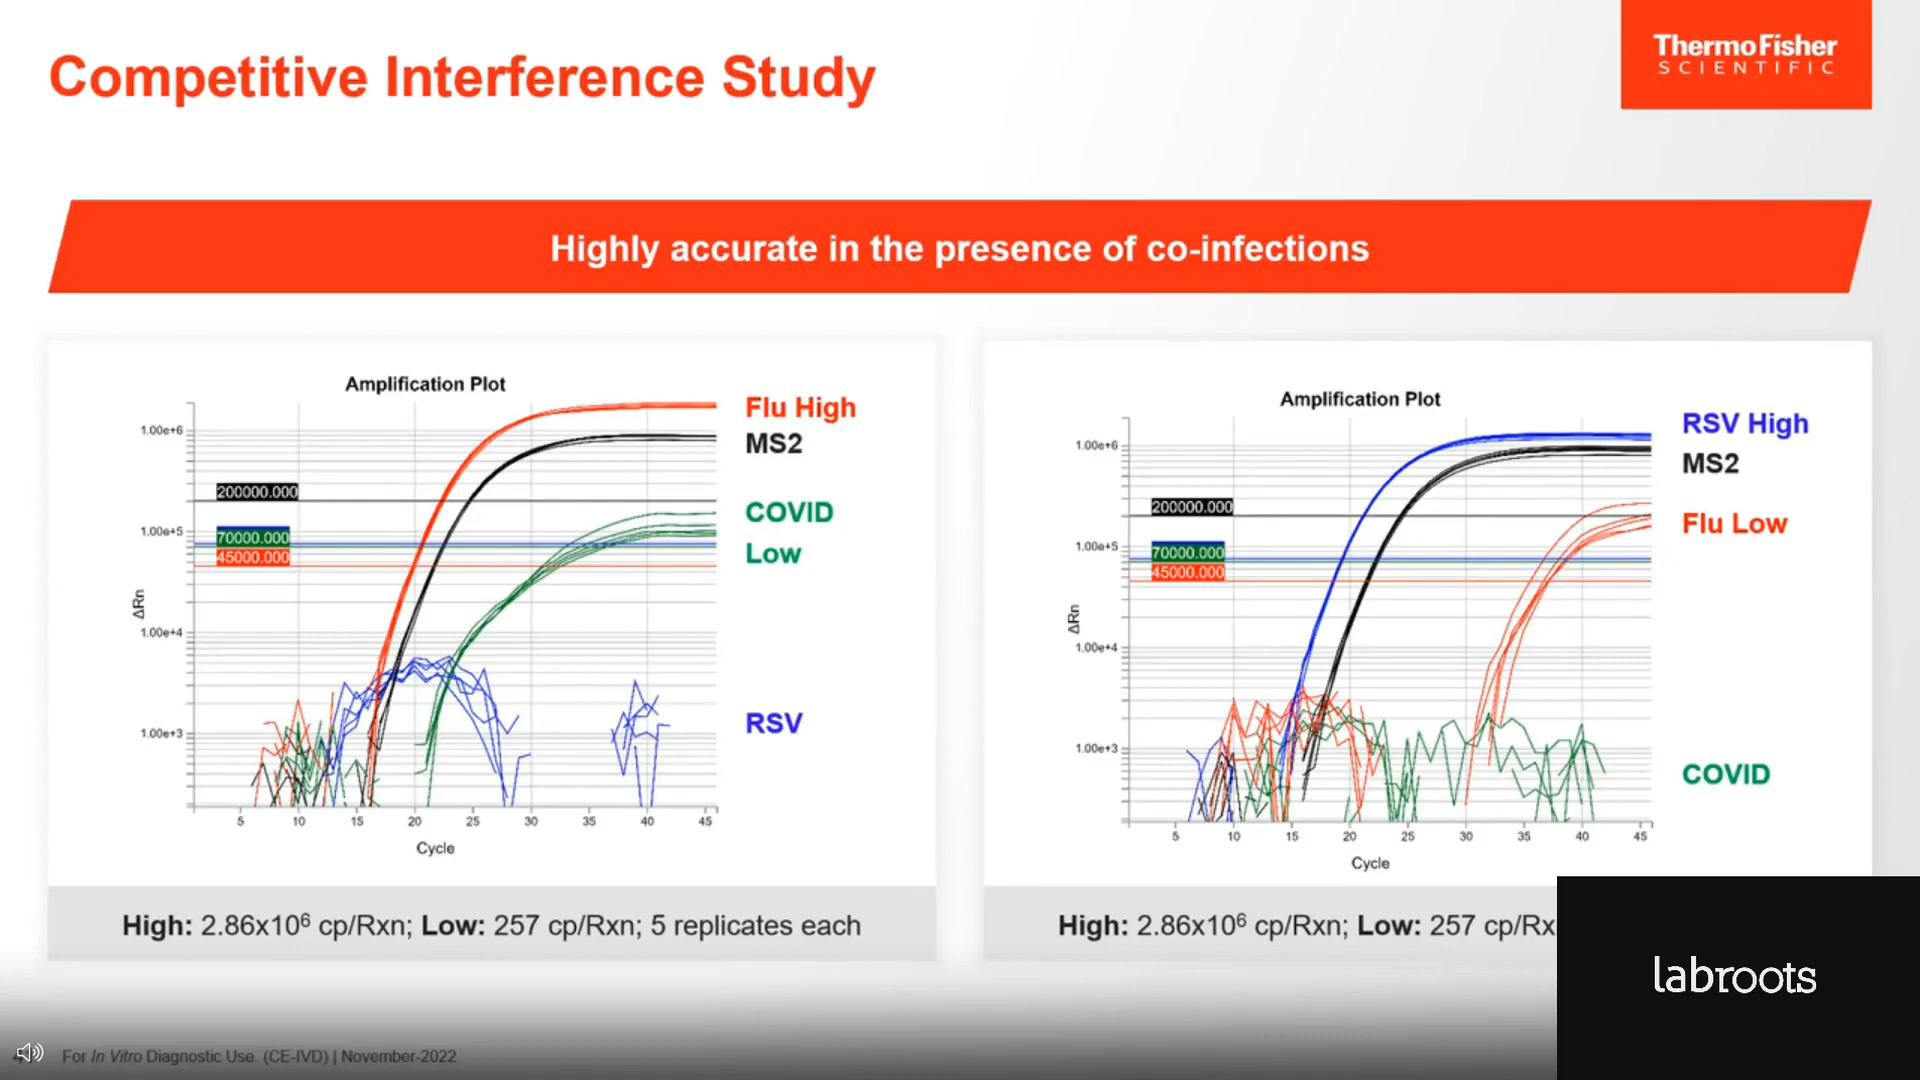 Competitive Interference Study
ThermoFisher
SCIENTIFIC
Highly accurate in the presence of co-infections
Amplification Plot
1.00e+6
1.00e+5
1.00e+4
1.00e+3
ΔRn
200000.000
70000.000
45000.000
5 10 15 20 25 30 35 40 45
Cycle
Flu High
MS2
COVID
Low
RSV
High: 2.86x10⁶ cp/Rxn; Low: 257 cp/Rxn; 5 replicates each
Amplification Plot
1.00e+6
1.00e+5
1.00e+4
1.00e+3
ΔRn
200000.000
70000.000
45000.000
5 10 15 20 25 30 35 40 45
Cycle
RSV High
MS2
Flu Low
COVID
High: 2.86x10⁶ cp/Rxn; Low: 257 cp/Rx
labroots
For In Vitro Diagnostic Use. (CE-IVD) | November-2022